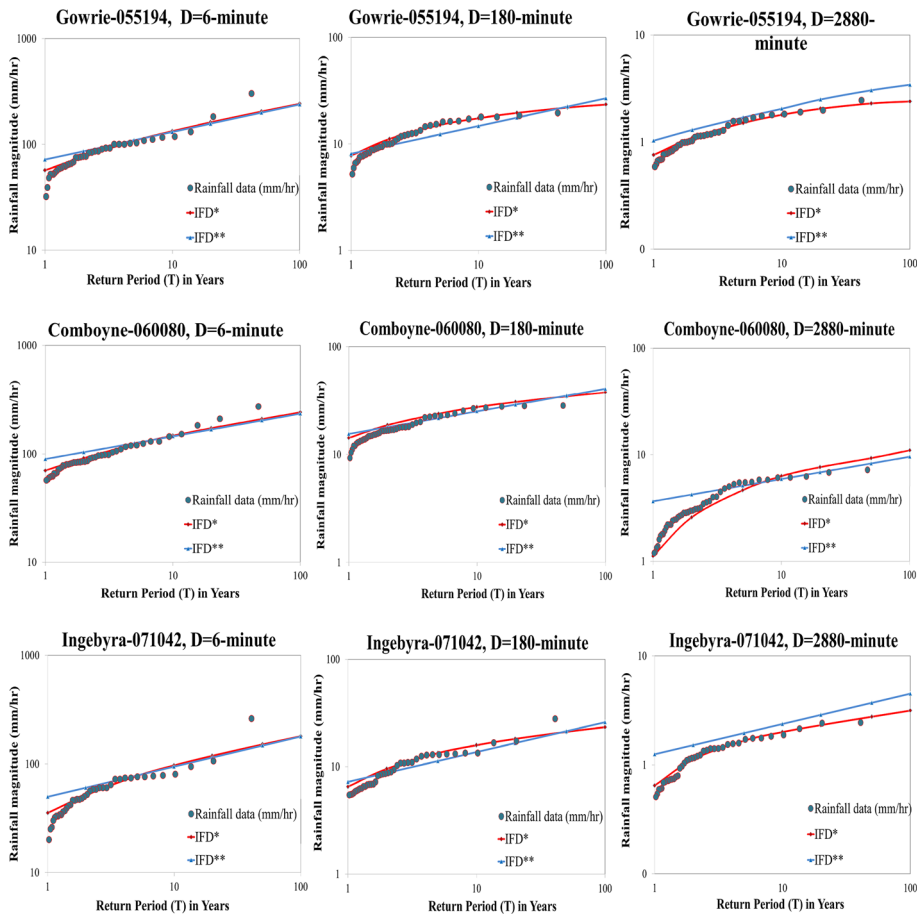 Gowrie-055194, D=6-minute
Rainfall magnitude (mm/hr)
1000
100
10
Rainfall data (mm/hr)
IFD*
IFD**
1
10
100
Return Period (T) in Years
Gowrie-055194, D=180-minute
Rainfall magnitude (mm/hr)
100
10
1
Rainfall data (mm/hr)
IFD*
IFD**
1
10
100
Return Period (T) in Years
Gowrie-055194, D=2880-
minute
Rainfall magnitude (mm/hr)
10
1
0
Rainfall data (mm/hr)
IFD*
IFD**
1
10
100
Return Period (T) in Years
Comboyne-060080, D=6-minute
Rainfall magnitude (mm/hr)
1000
100
10
Rainfall data (mm/hr)
IFD*
IFD**
1
10
100
Return Period (T) in Years
Comboyne-060080, D=180-minute
Rainfall magnitude (mm/hr)
100
10
1
Rainfall data (mm/hr)
IFD*
IFD**
1
10
100
Return Period (T) in Years
Comboyne-060080, D=2880-minute
Rainfall magnitude (mm/hr)
100
10
1
Rainfall data (mm/hr)
IFD*
IFD**
1
10
100
Return Period (T) in Years
Ingebyra-071042, D=6-minute
Rainfall magnitude (mm/hr)
1000
100
10
Rainfall data (mm/hr)
IFD*
IFD**
1
10
100
Return Period (T) in Years
Ingebyra-071042, D=180-minute
Rainfall magnitude (mm/hr)
100
10
1
Rainfall data (mm/hr)
IFD*
IFD**
1
10
100
Return Period (T) in Years
Ingebyra-071042, D=2880-minute
Rainfall magnitude (mm/hr)
10
1
0
Rainfall data (mm/hr)
IFD*
IFD**
1
10
100
Return Period (T) in Years